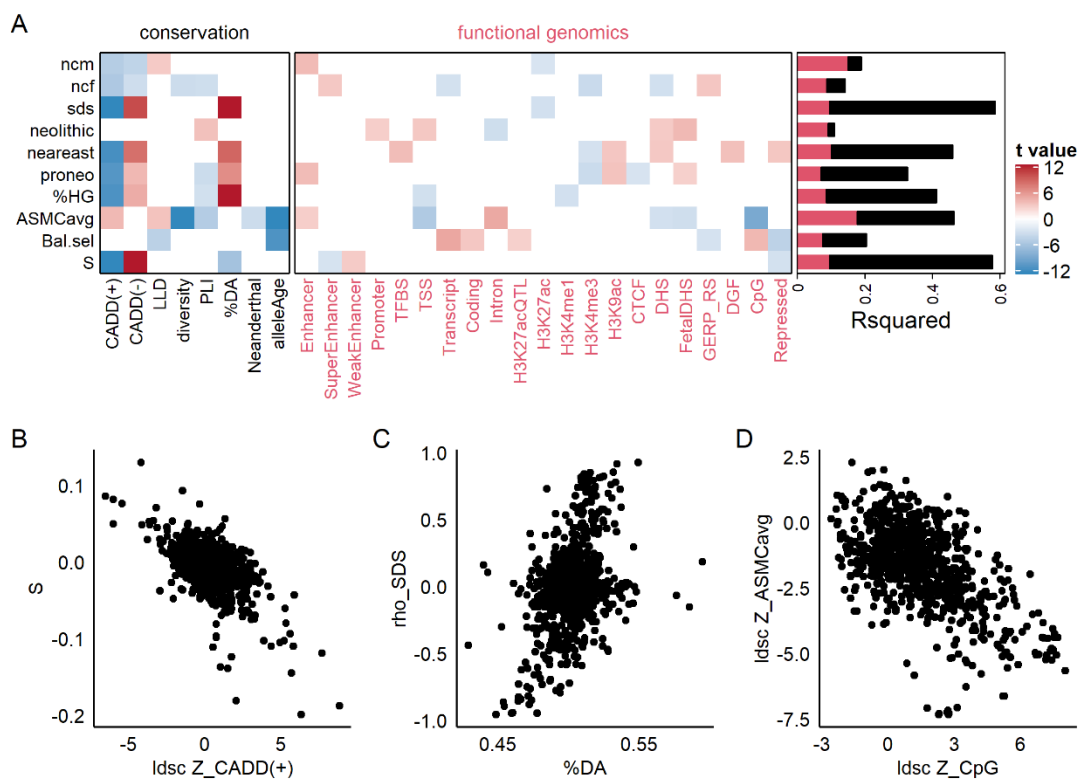 A
conservation
functional genomics
ncm
ncf
sds
neolithic
neareast
proneo
%HG
ASMCavg
Bal.sel
S
CADD(+)
CADD(-)
LLD
diversity
PLI
%DA
Neanderthal
alleleAge
Enhancer
SuperEnhancer
WeakEnhancer
Promoter
TFBS
TSS
Transcript
Coding
Intron
H3K27acQTL
H3K27ac
H3K4me1
H3K4me3
H3K9ac
CTCF
DHS
FetalDHS
GERP_RS
DGF
CpG
Repressed
0 0.2 0.4 0.6
Rsquared
t value
12
6
0
-6
-12
B
0.1
0.0
-0.1
-0.2
S
-5 0 5
ldsc Z_CADD(+)
C
1.0
0.5
0.0
-0.5
-1.0
rho_SDS
0.45 0.55
%DA
D
2.5
0.0
-2.5
-5.0
-7.5
ldsc Z_ASMCavg
-3 0 3 6
ldsc Z_CpG